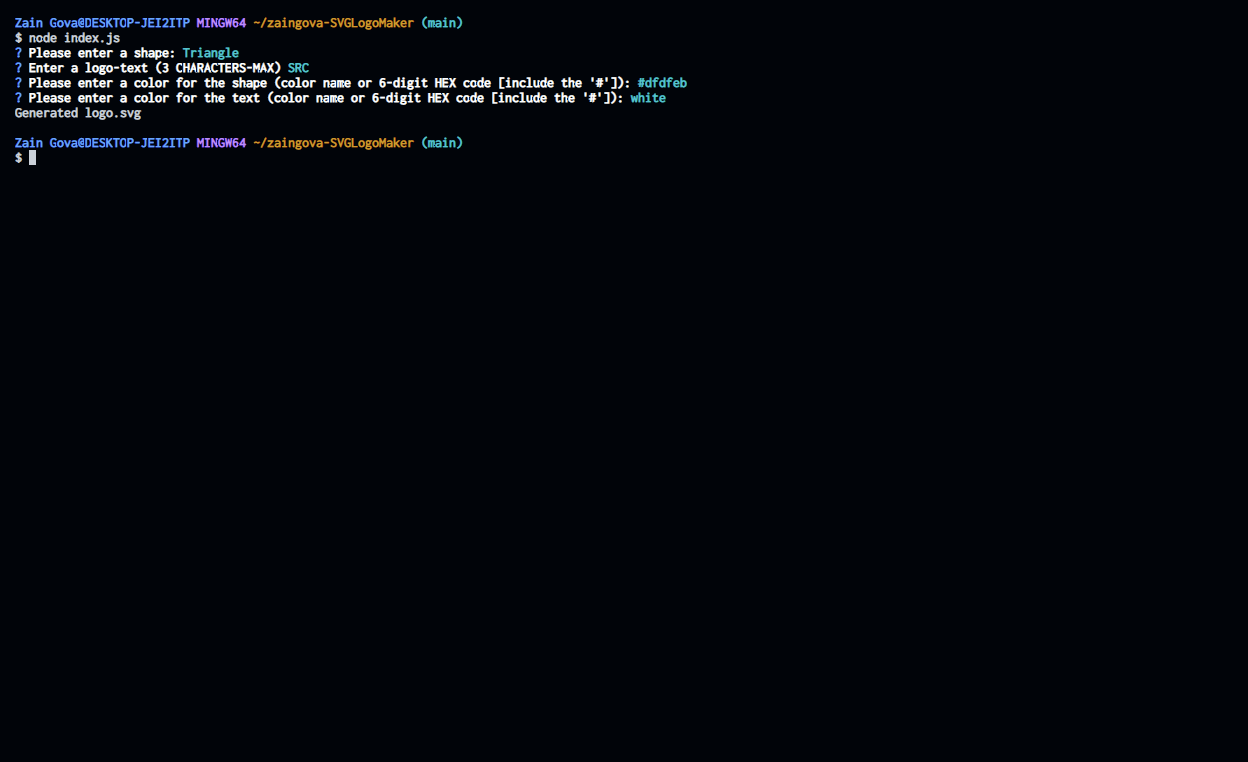 Zain Gova@DESKTOP-JEI2ITP MINGW64 ~/zaingova-SVGLogoMaker (main)
$ node index.js
? Please enter a shape: Triangle
? Enter a logo-text (3 CHARACTERS-MAX) SRC
? Please enter a color for the shape (color name or 6-digit HEX code [include the '#']): #dfdfeb
? Please enter a color for the text (color name or 6-digit HEX code [include the '#']): white
Generated logo.svg
Zain Gova@DESKTOP-JEI2ITP MINGW64 ~/zaingova-SVGLogoMaker (main)
$